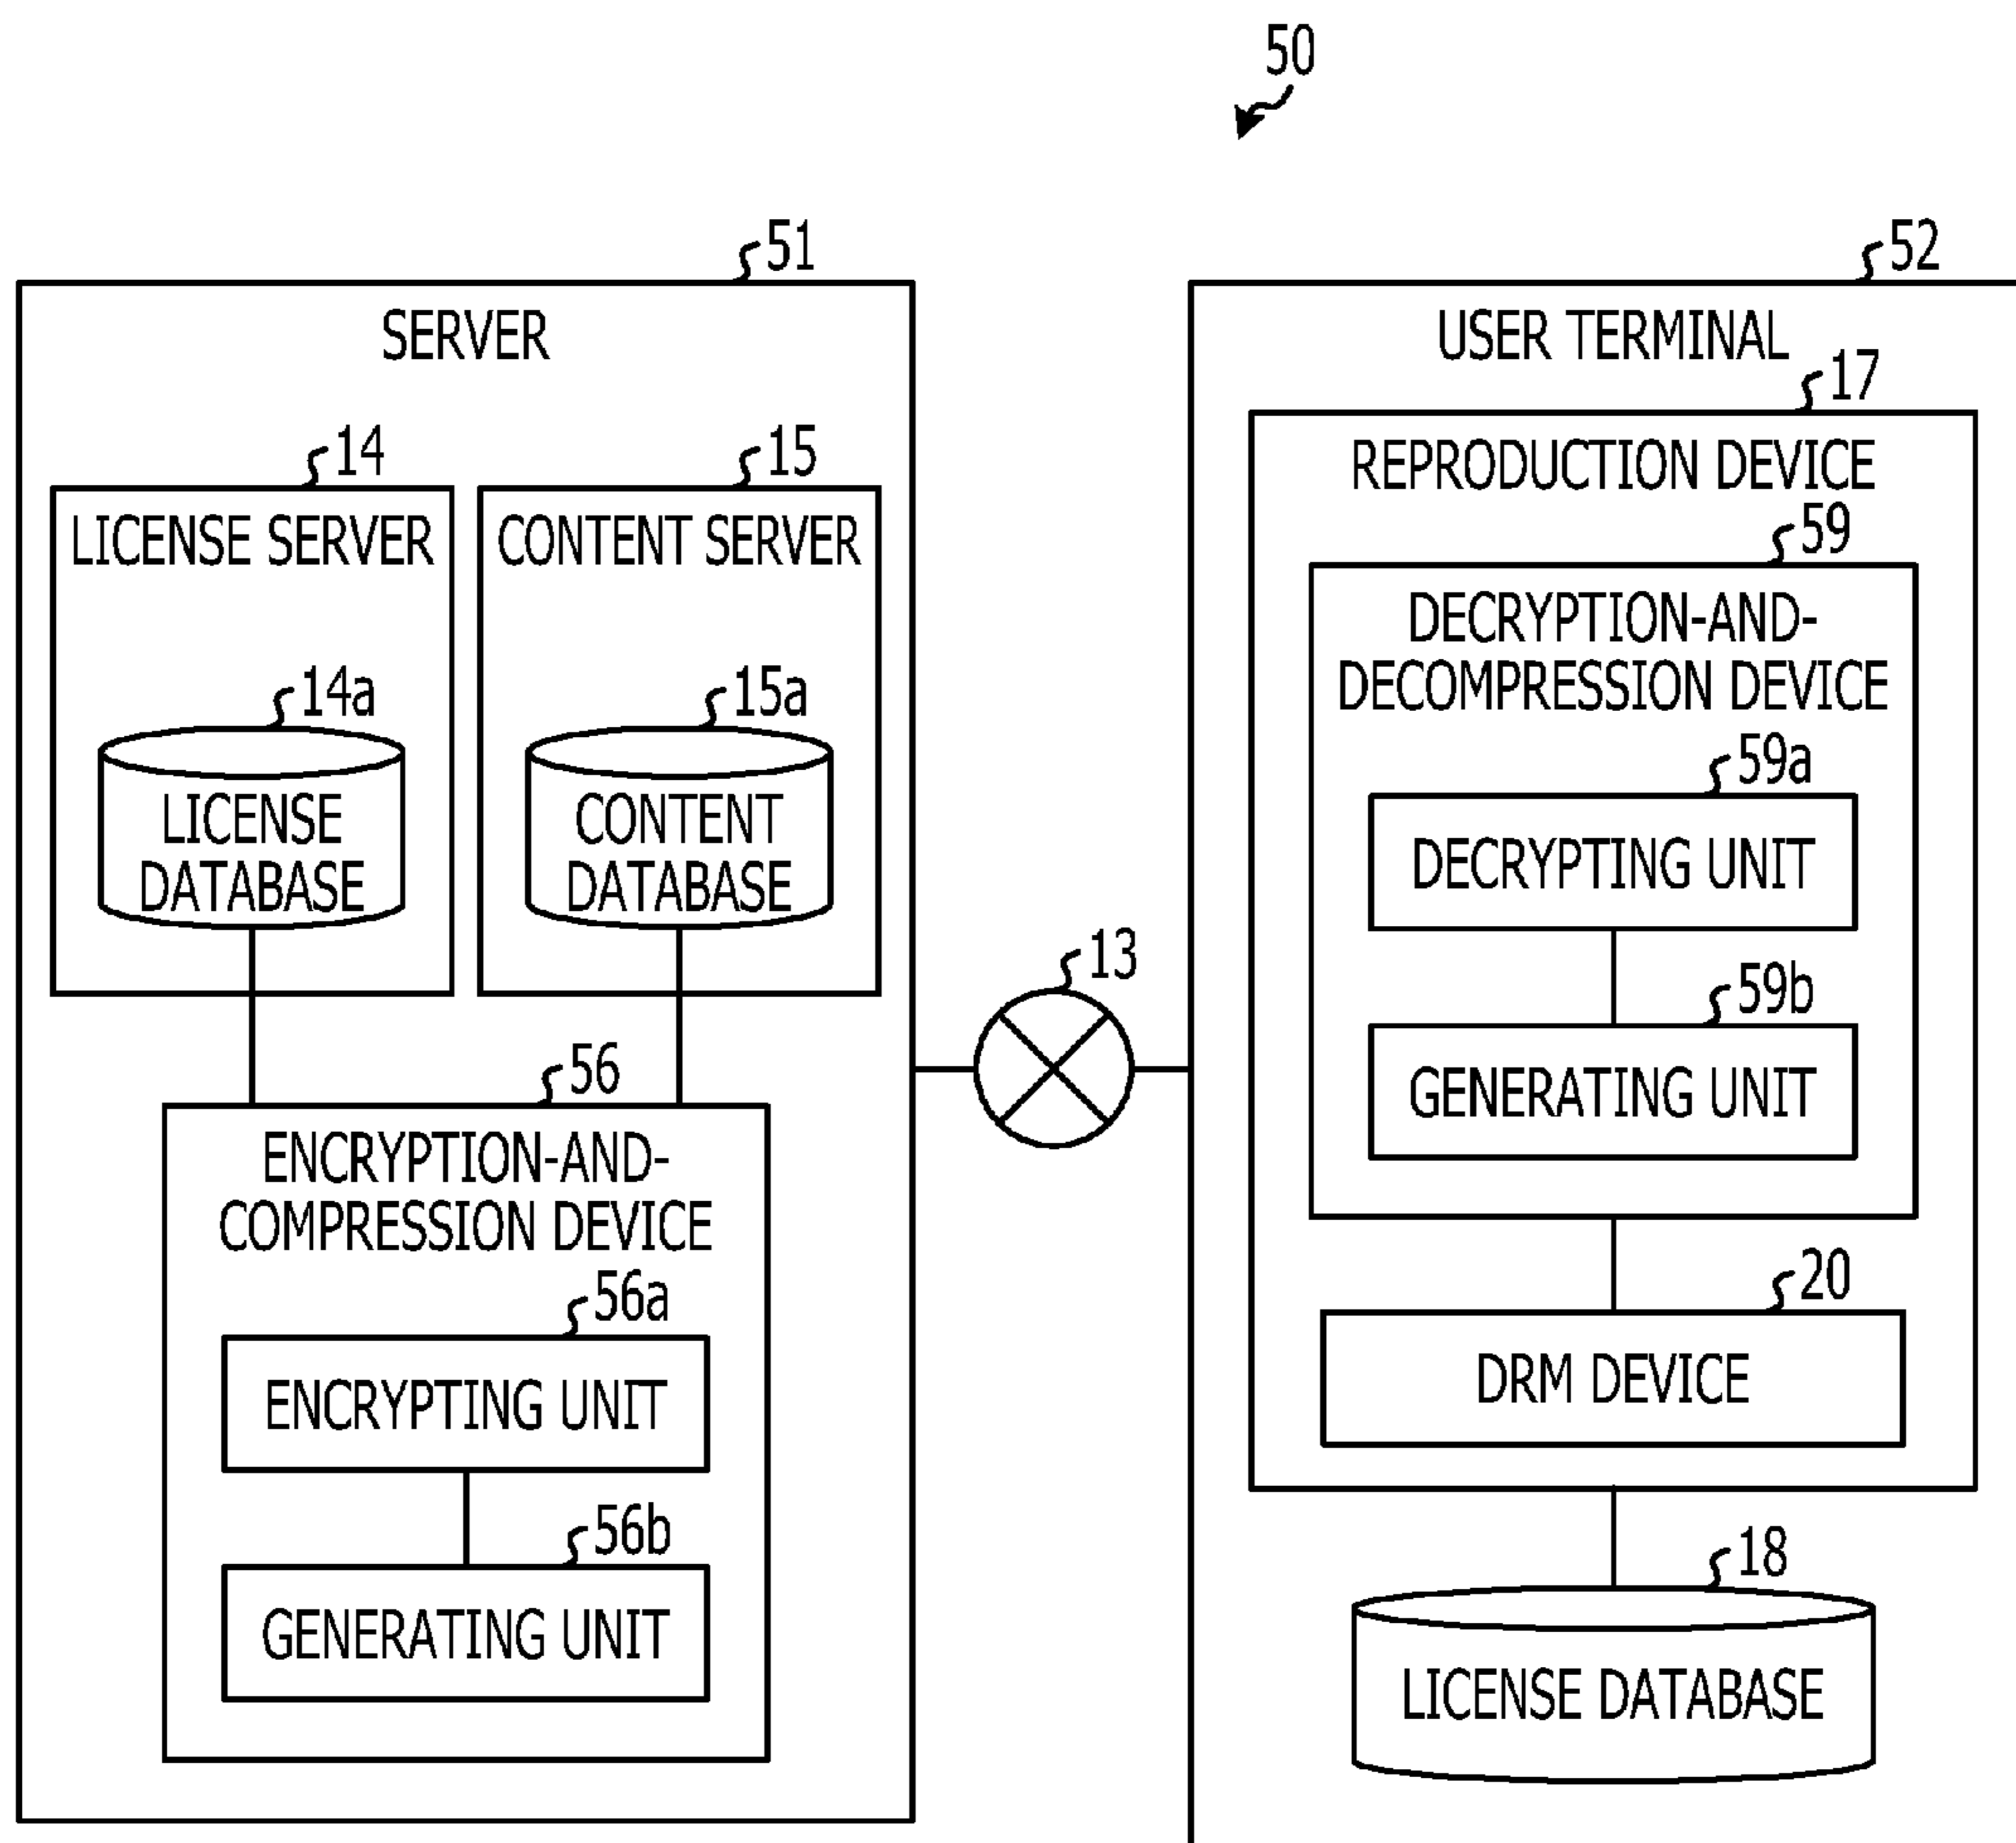 50
51
SERVER
14
LICENSE SERVER
14a
LICENSE
DATABASE
15
CONTENT SERVER
15a
CONTENT
DATABASE
56
ENCRYPTION-AND-
COMPRESSION DEVICE
56a
ENCRYPTING UNIT
56b
GENERATING UNIT
13
52
USER TERMINAL
17
REPRODUCTION DEVICE
59
DECRYPTION-AND-
DECOMPRESSION DEVICE
59a
DECRYPTING UNIT
59b
GENERATING UNIT
20
DRM DEVICE
18
LICENSE DATABASE